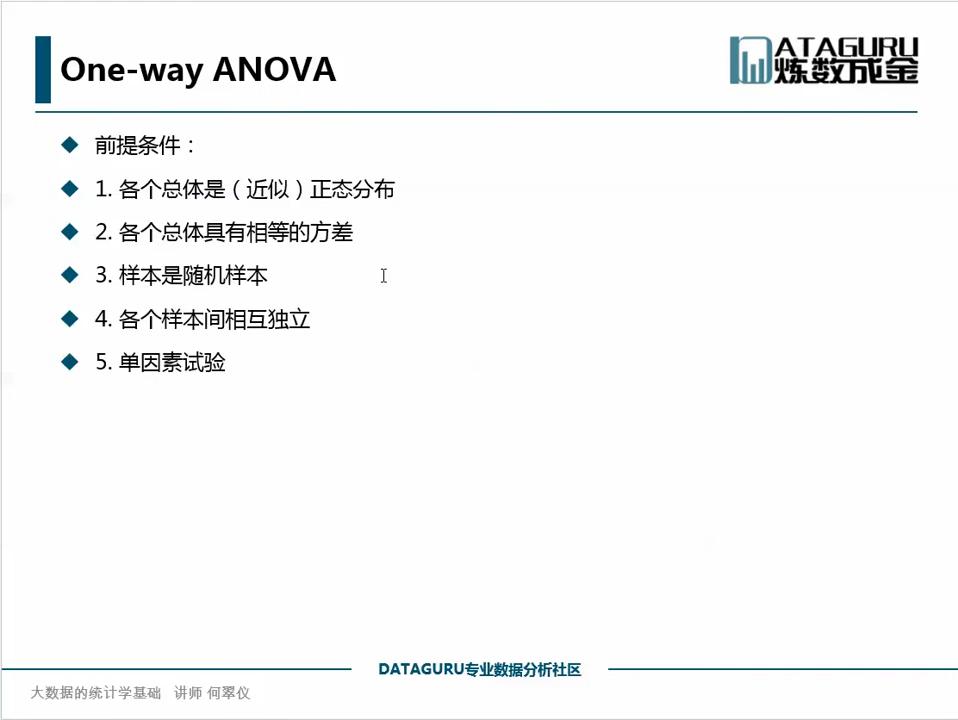 One-way ANOVA
ATAGURU
炼数成金
前提条件：
1. 各个总体是（近似）正态分布
2. 各个总体具有相等的方差
3. 样本是随机样本
4. 各个样本间相互独立
5. 单因素试验
DATAGURU专业数据分析社区
大数据的统计学基础 讲师 何翠仪